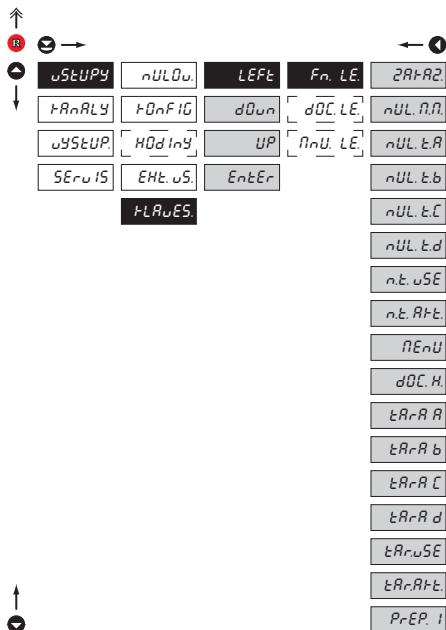 R
VSTUPY NULOV. LEFT FN. LE. ZAKAZ.
KANALY KONFIG DOWN DOC. LE. NUL. M.M.
VYSTUP. HODINY UP MNU. LE. NUL. T.A
SERVIS EXT. VS. ENTER NUL. T.B
KLAVES. NUL. T.C
NUL. T.D
N.T. VSE
N.T. AKT.
MENU
DOC. H.
TARA A
TARA B
TARA C
TARA D
TAR.VSE
TAR.AKT.
PREP. 1